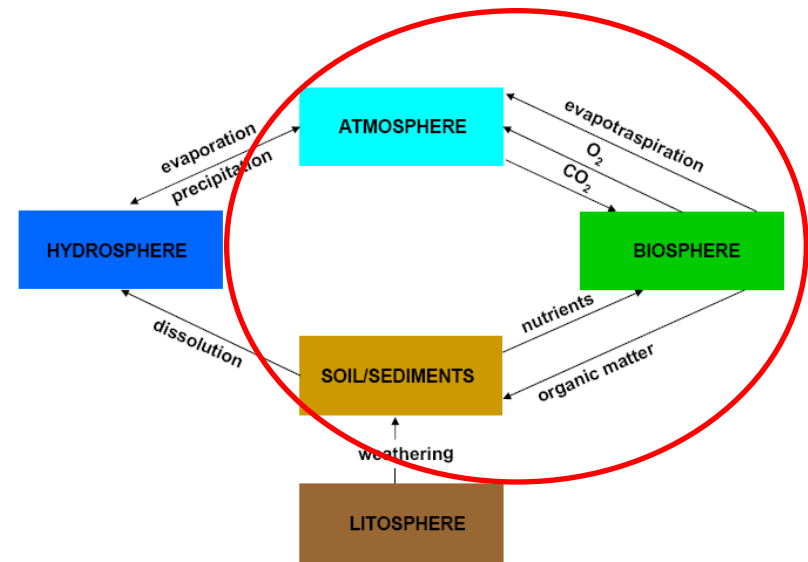 ATMOSPHERE
evapotraspiration
O₂
CO₂
evaporation
precipitation
HYDROSPHERE
BIOSPHERE
dissolution
nutrients
organic matter
SOIL/SEDIMENTS
weathering
LITOSPHERE